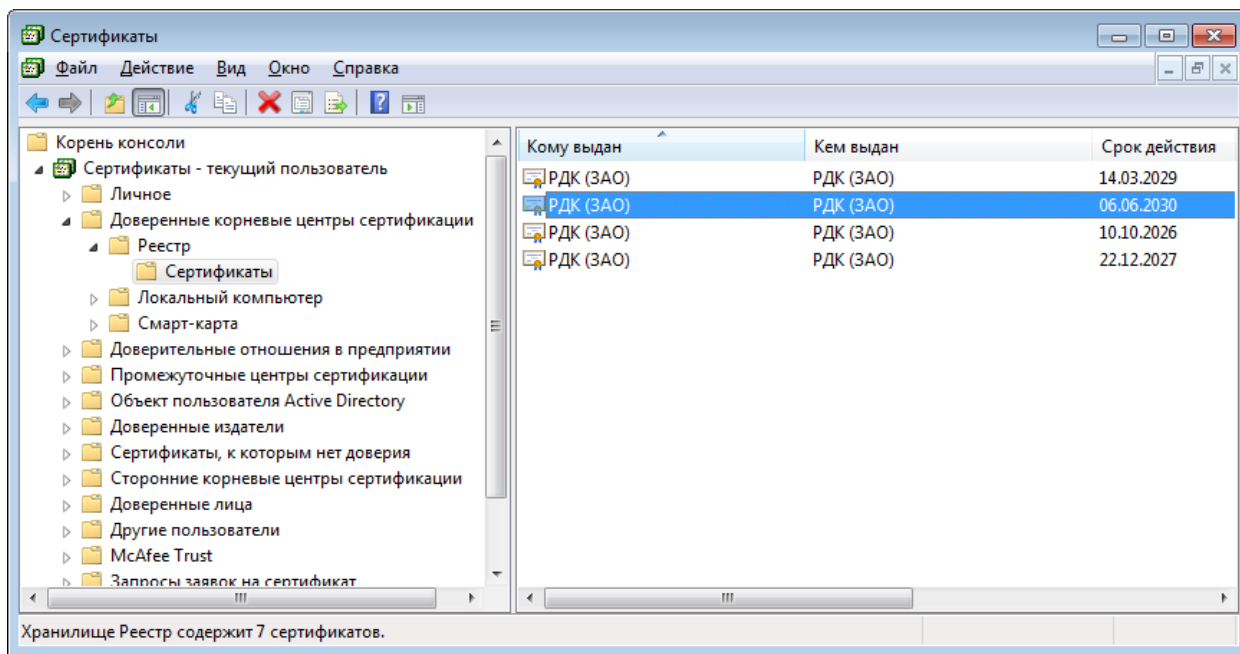 Сертификаты
Файл Действие Вид Окно Справка
Корень консоли
Сертификаты - текущий пользователь
Личное
Доверенные корневые центры сертификации
Реестр
Сертификаты
Локальный компьютер
Смарт-карта
Доверительные отношения в предприятии
Промежуточные центры сертификации
Объект пользователя Active Directory
Доверенные издатели
Сертификаты, к которым нет доверия
Сторонние корневые центры сертификации
Доверенные лица
Другие пользователи
McAfee Trust
Запросы заявок на сертификат
Кому выдан Кем выдан Срок действия
РДК (ЗАО) РДК (ЗАО) 14.03.2029
РДК (ЗАО) РДК (ЗАО) 06.06.2030
РДК (ЗАО) РДК (ЗАО) 10.10.2026
РДК (ЗАО) РДК (ЗАО) 22.12.2027
Хранилище Реестр содержит 7 сертификатов.